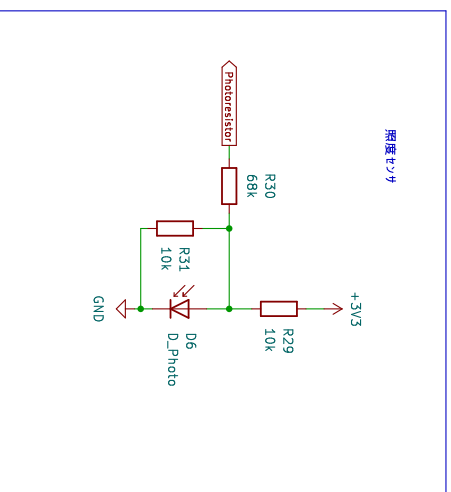 照度センサ
+3V3
R29
10k
Photoresistor
R30
68k
R31
10k
D6
D_Photo
GND